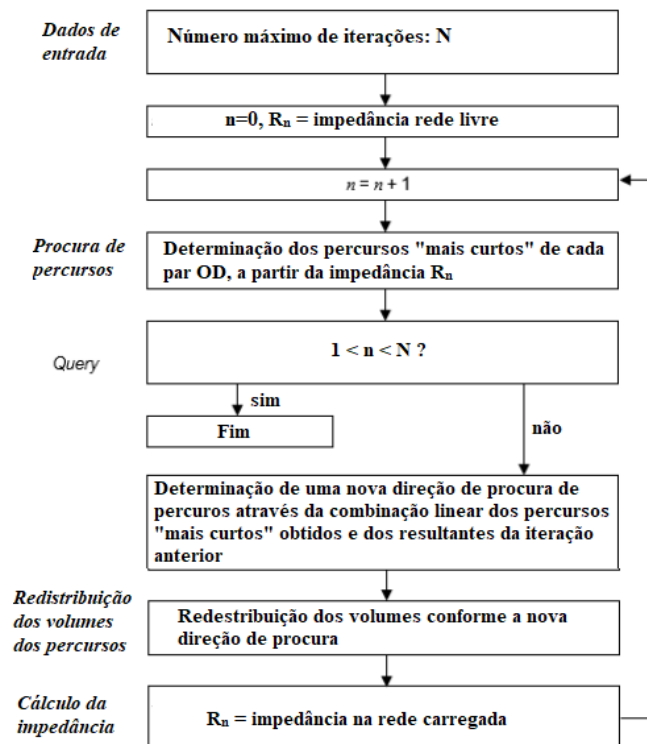 Dados de
entrada
Número máximo de iterações: N
n=0, Rn = impedância rede livre
n = n + 1
Procura de
percursos
Determinação dos percursos "mais curtos" de cada
par OD, a partir da impedância Rn
Query
1 < n < N ?
sim
Fim
não
Determinação de uma nova direção de procura de
percuros através da combinação linear dos percursos
"mais curtos" obtidos e dos resultantes da iteração
anterior
Redistribuição
dos volumes
dos percursos
Redestribuição dos volumes conforme a nova
direção de procura
Cálculo da
impedância
Rn = impedância na rede carregada